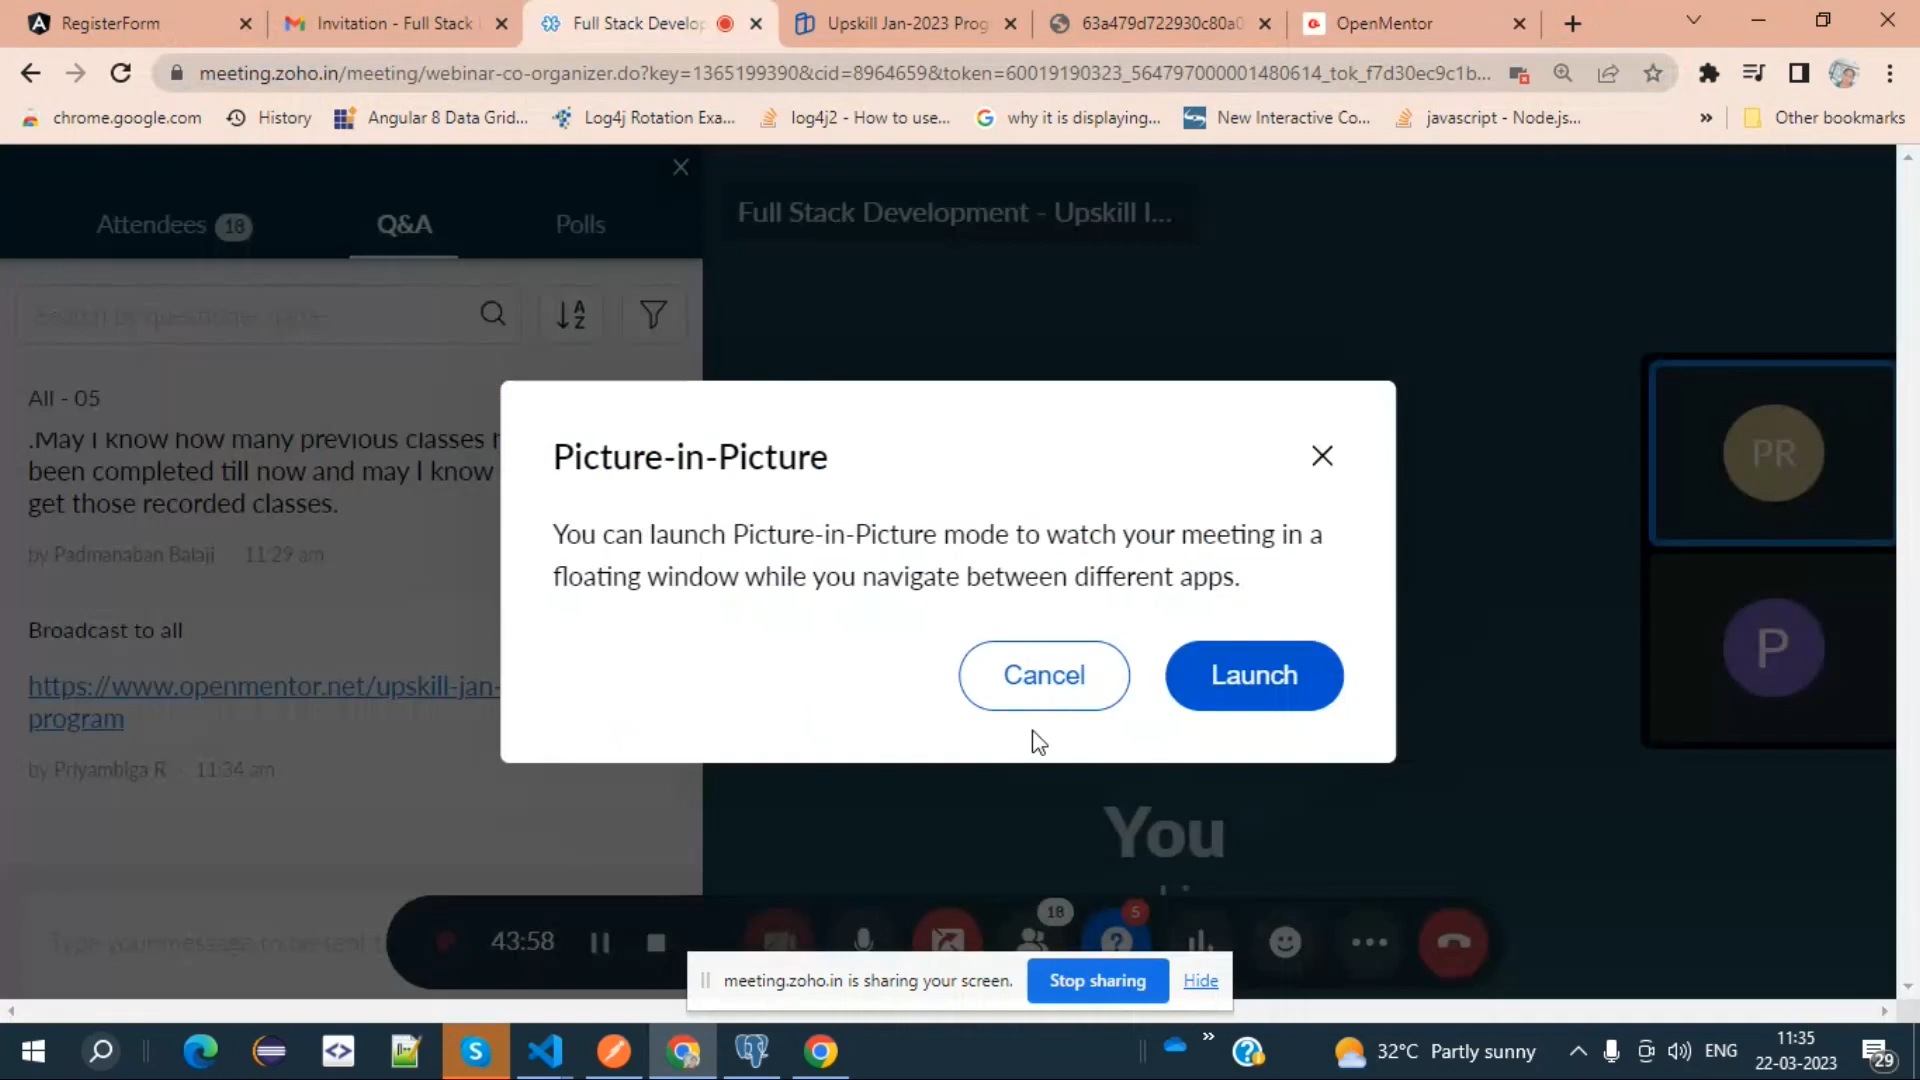 RegisterForm
Invitation - Full Stack
Full Stack Develop
Upskill Jan-2023 Prog
63a479d722930c80a0
OpenMentor
meeting.zoho.in/meeting/webinar-co-organizer.do?key=1365199390&cid=8964659&token=60019190323_564797000001480614_tok_f7d30ec9c1b...
chrome.google.com
History
Angular 8 Data Grid...
Log4j Rotation Exa...
log4j2 - How to use...
why it is displaying...
New Interactive Co...
javascript - Node.js...
»
Other bookmarks
Attendees 18
Q&A
Polls
Full Stack Development - Upskill I...
All - 05
.May I know how many previous classes
been completed till now and may I know
get those recorded classes.
by Padmanaban Balaji 11:29 am
Broadcast to all
https://www.openmentor.net/upskill-jan-
program
by Priyambiga R - 11:34 am
Picture-in-Picture
You can launch Picture-in-Picture mode to watch your meeting in a
floating window while you navigate between different apps.
Cancel
Launch
PR
P
You
Type your message to be sent t
43:58
18
5
meeting.zoho.in is sharing your screen.
Stop sharing
Hide
32°C Partly sunny
ENG
11:35
22-03-2023
29